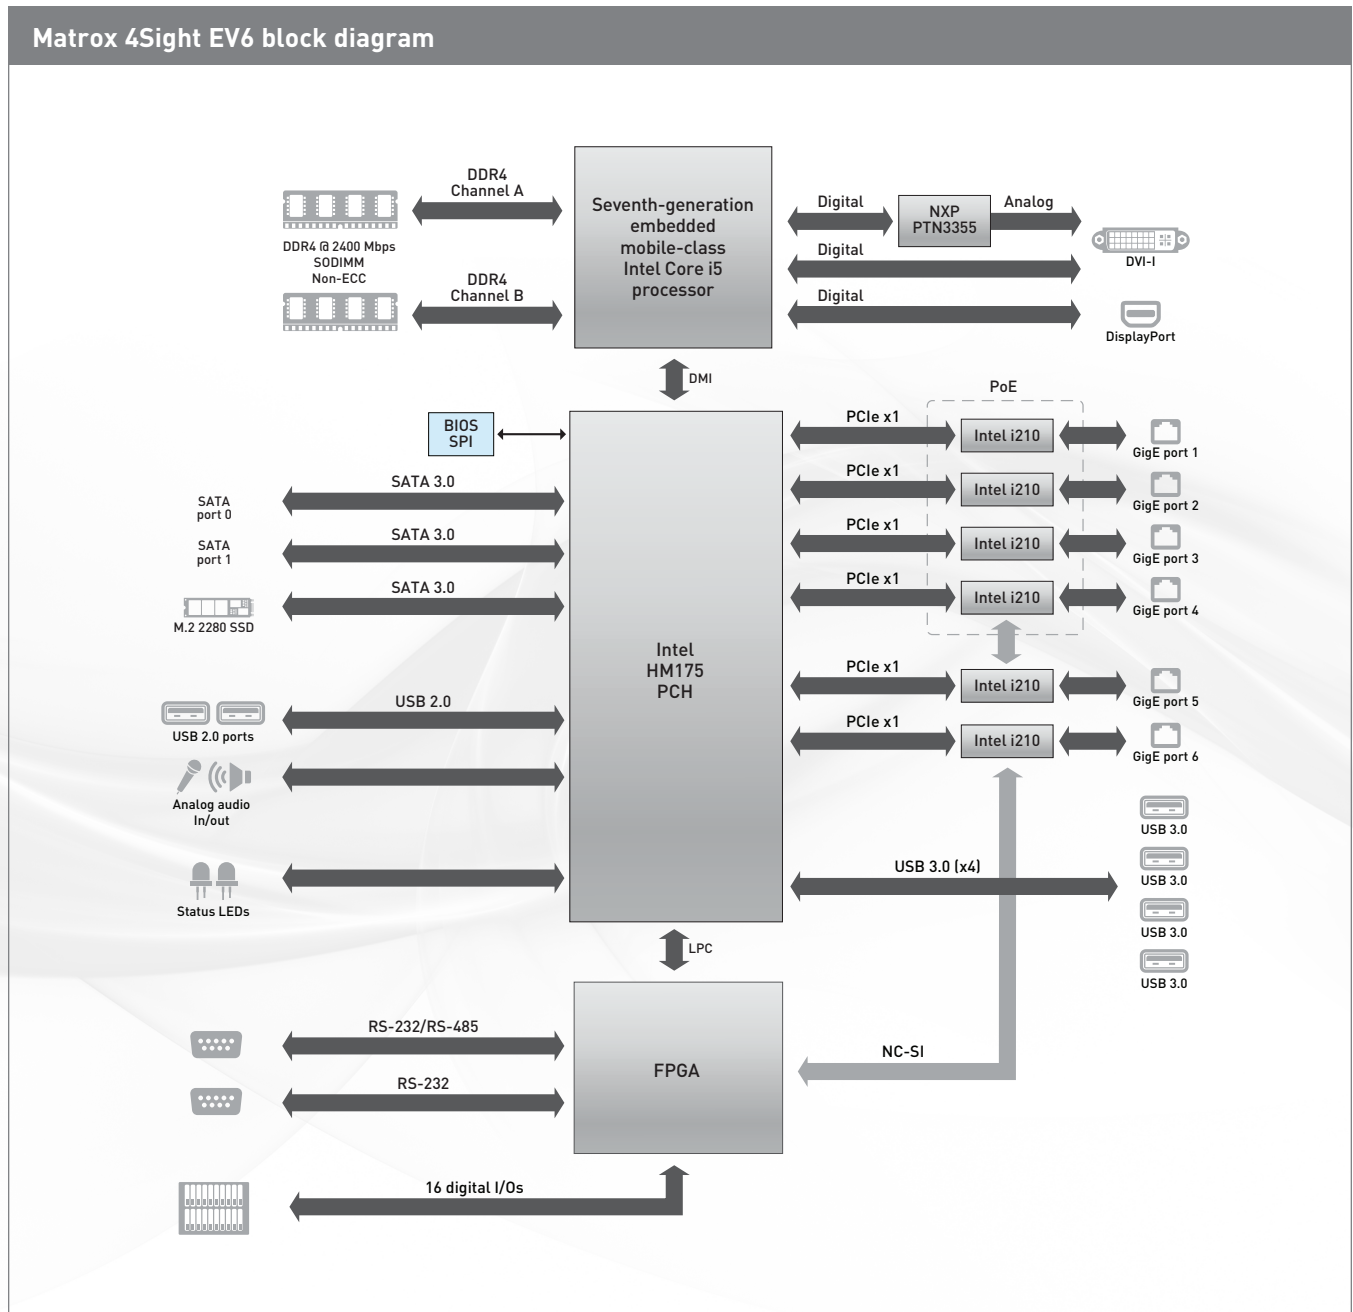 Matrox 4Sight EV6 block diagram
DDR4
Channel A
DDR4 @ 2400 Mbps
SODIMM
Non-ECC
DDR4
Channel B
Seventh-generation
embedded
mobile-class
Intel Core i5
processor
Digital
NXP
PTN3355
Analog
Digital
DVI-I
Digital
DisplayPort
DMI
PoE
BIOS
SPI
SATA 3.0
SATA
port 0
SATA 3.0
SATA
port 1
SATA 3.0
M.2 2280 SSD
USB 2.0
USB 2.0 ports
Analog audio
In/out
Status LEDs
Intel
HM175
PCH
PCIe x1
Intel i210
GigE port 1
PCIe x1
Intel i210
GigE port 2
PCIe x1
Intel i210
GigE port 3
PCIe x1
Intel i210
GigE port 4
PCIe x1
Intel i210
GigE port 5
PCIe x1
Intel i210
GigE port 6
USB 3.0 (x4)
USB 3.0
USB 3.0
USB 3.0
USB 3.0
LPC
RS-232/RS-485
RS-232
FPGA
NC-SI
16 digital I/Os